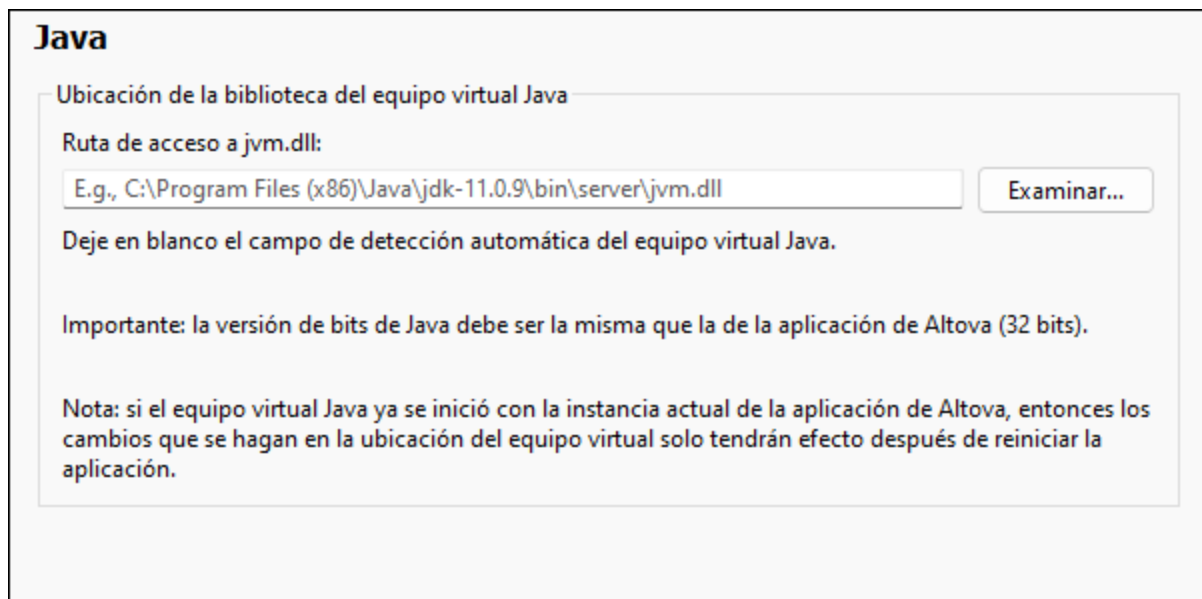 Java
Ubicación de la biblioteca del equipo virtual Java
Ruta de acceso a jvm.dll:
E.g., C:\Program Files (x86)\Java\jdk-11.0.9\bin\server\jvm.dll
Examinar...
Deje en blanco el campo de detección automática del equipo virtual Java.
Importante: la versión de bits de Java debe ser la misma que la de la aplicación de Altova (32 bits).
Nota: si el equipo virtual Java ya se inició con la instancia actual de la aplicación de Altova, entonces los
cambios que se hagan en la ubicación del equipo virtual solo tendrán efecto después de reiniciar la
aplicación.